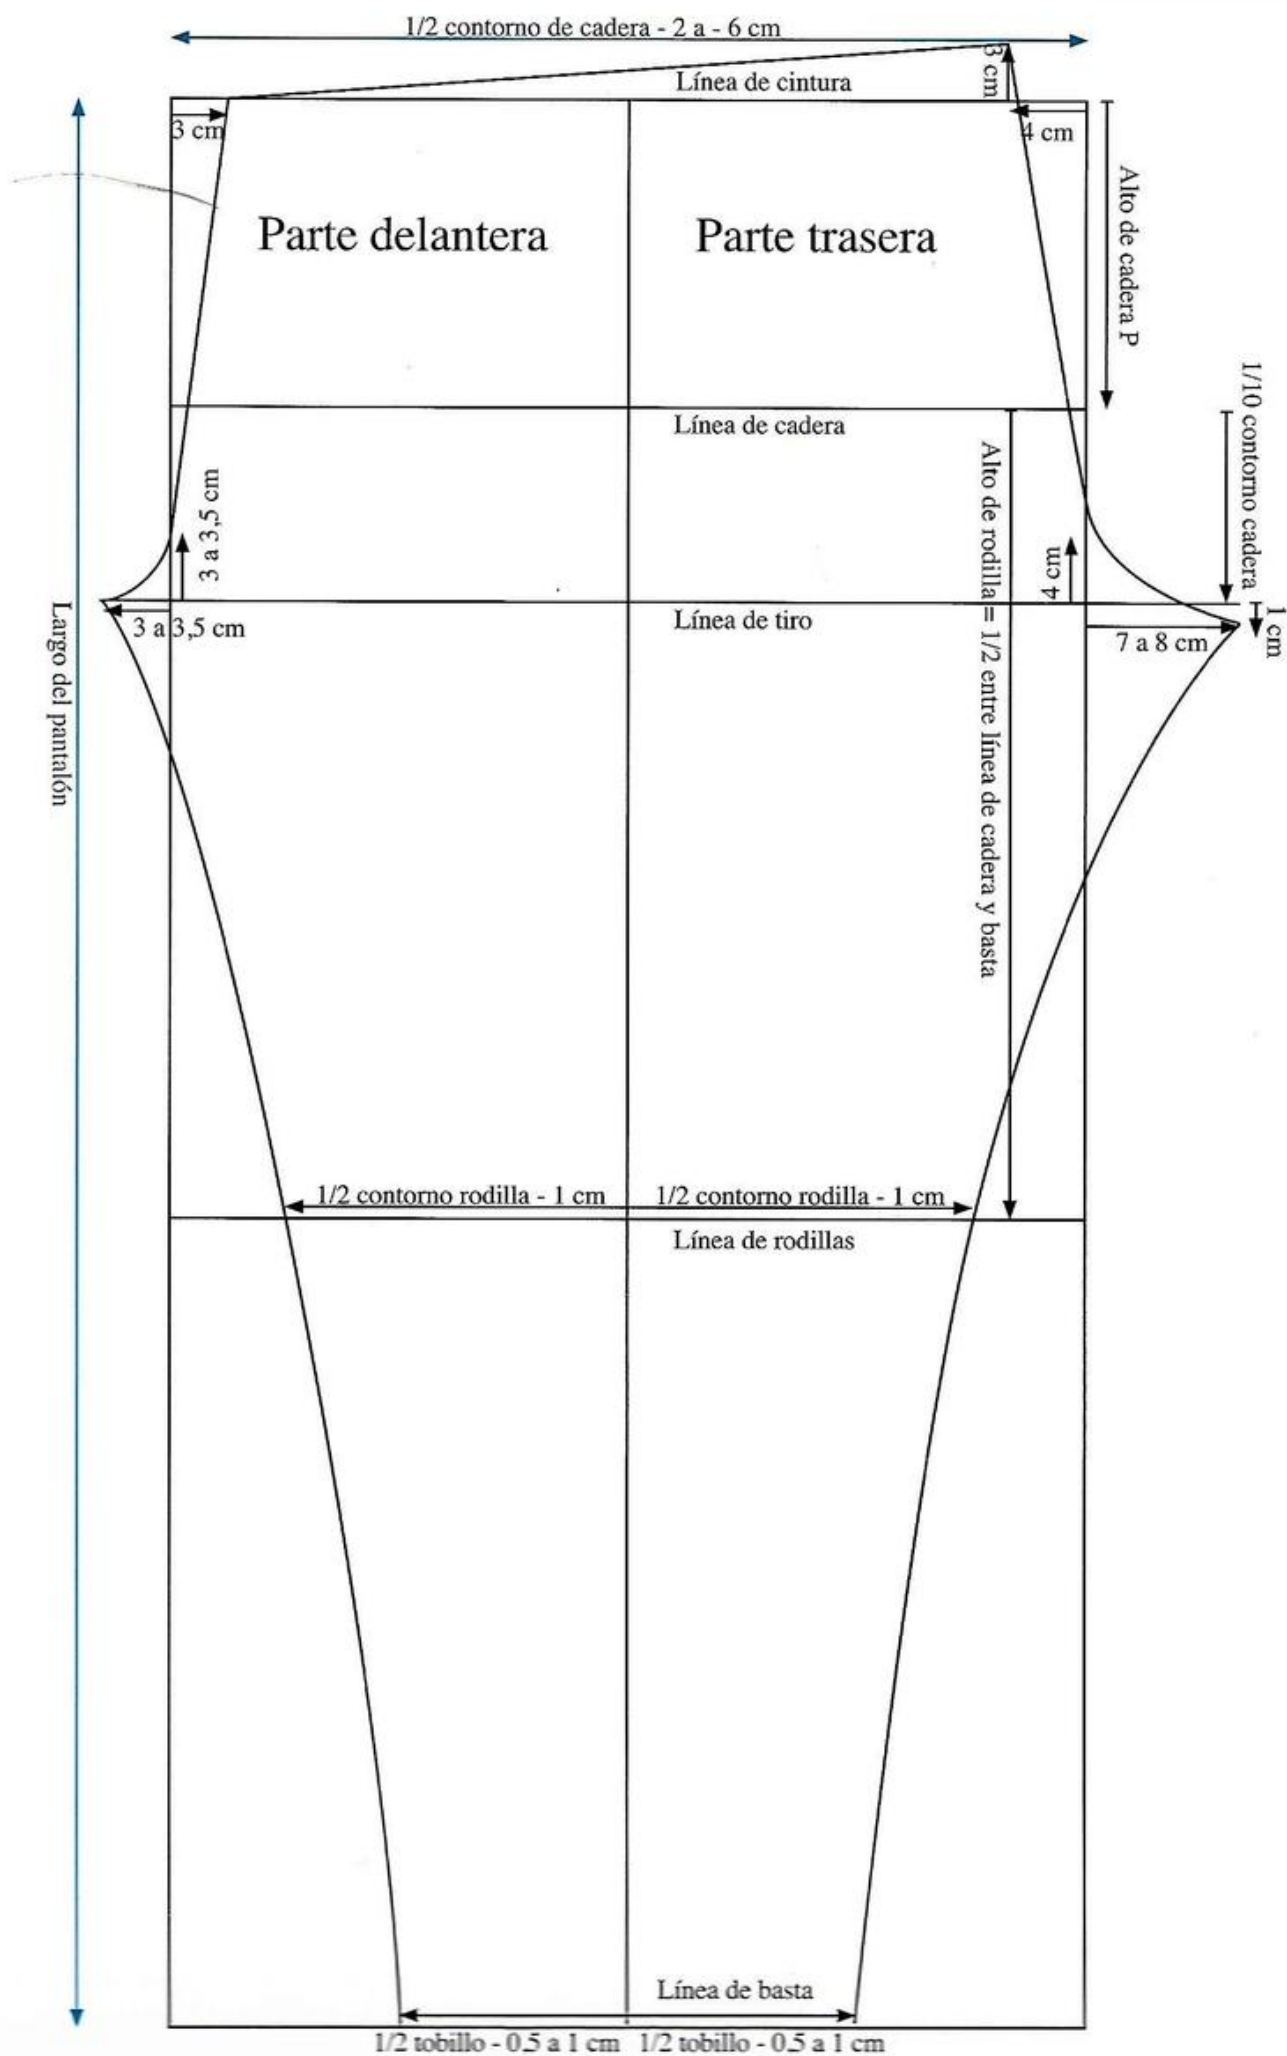 1/2 contorno de cadera - 2 a - 6 cm
3 cm
Línea de cintura
3 cm
4 cm
Parte delantera
Parte trasera
Alto de cadera P
Línea de cadera
1/10 contorno cadera
3 a 3,5 cm
Alto de rodilla = 1/2 entre línea de cadera y basta
4 cm
3 a 3,5 cm
Línea de tiro
7 a 8 cm
1 cm
Largo del pantalón
1/2 contorno rodilla - 1 cm
1/2 contorno rodilla - 1 cm
Línea de rodillas
Línea de basta
1/2 tobillo - 0.5 a 1 cm
1/2 tobillo - 0.5 a 1 cm